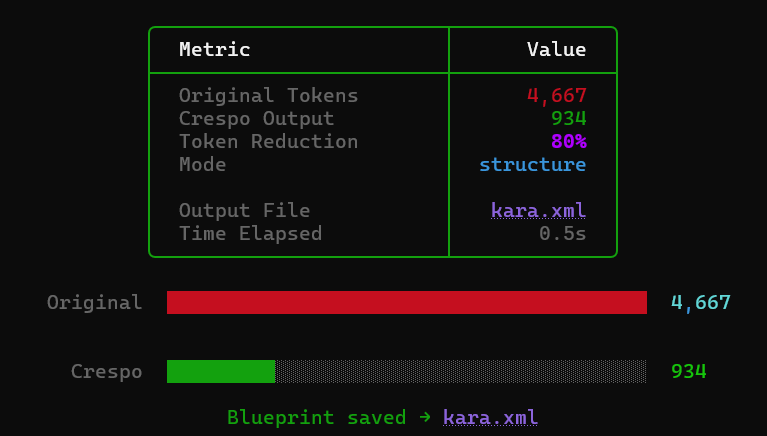 Metric Value
Original Tokens 4,667
Crespo Output 934
Token Reduction 80%
Mode structure
Output File kara.xml
Time Elapsed 0.5s
Original 4,667
Crespo 934
Blueprint saved → kara.xml